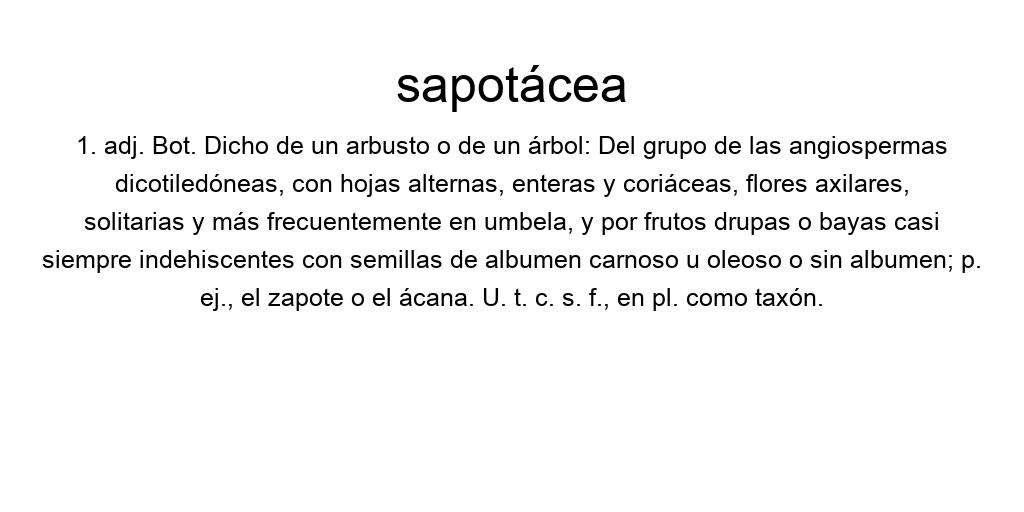 sapotácea
1. adj. Bot. Dicho de un arbusto o de un árbol: Del grupo de las angiospermas
dicotiledóneas, con hojas alternas, enteras y coriáceas, flores axilares,
solitarias y más frecuentemente en umbela, y por frutos drupas o bayas casi
siempre indehiscentes con semillas de albumen carnoso u oleoso o sin albumen; p.
ej., el zapote o el ácana. U. t. c. s. f., en pl. como taxón.